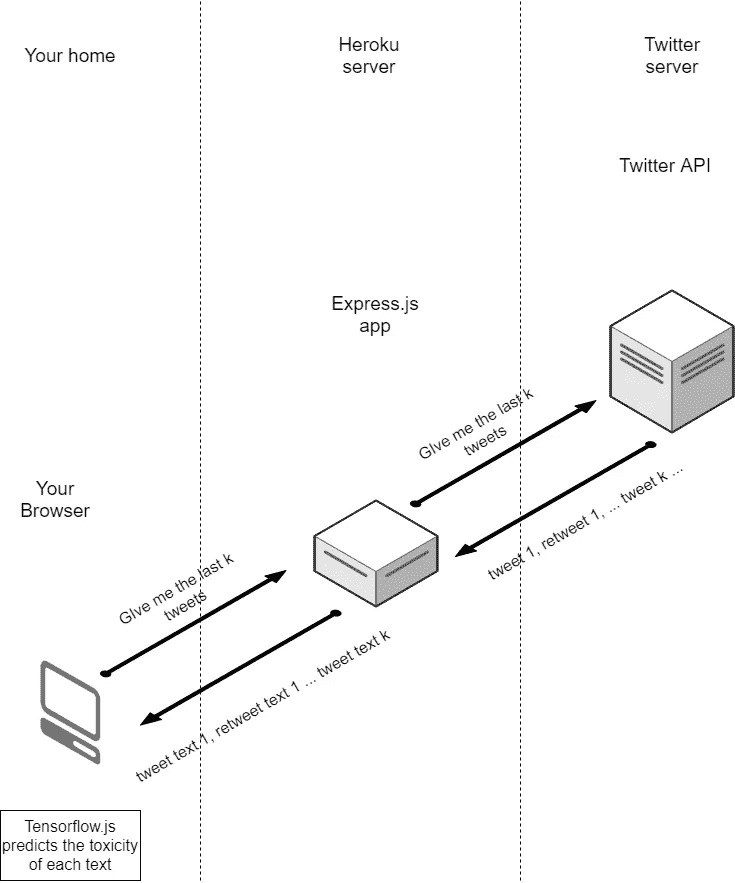 Your home
Heroku
server
Twitter
server
Twitter API
Express.js
app
GIve me the last k
tweets
tweet 1, retweet 1, ... tweet k ...
Your
Browser
GIve me the last k
tweets
tweet text 1, retweet text 1 ... tweet text k
Tensorflow.js
predicts the toxicity
of each text